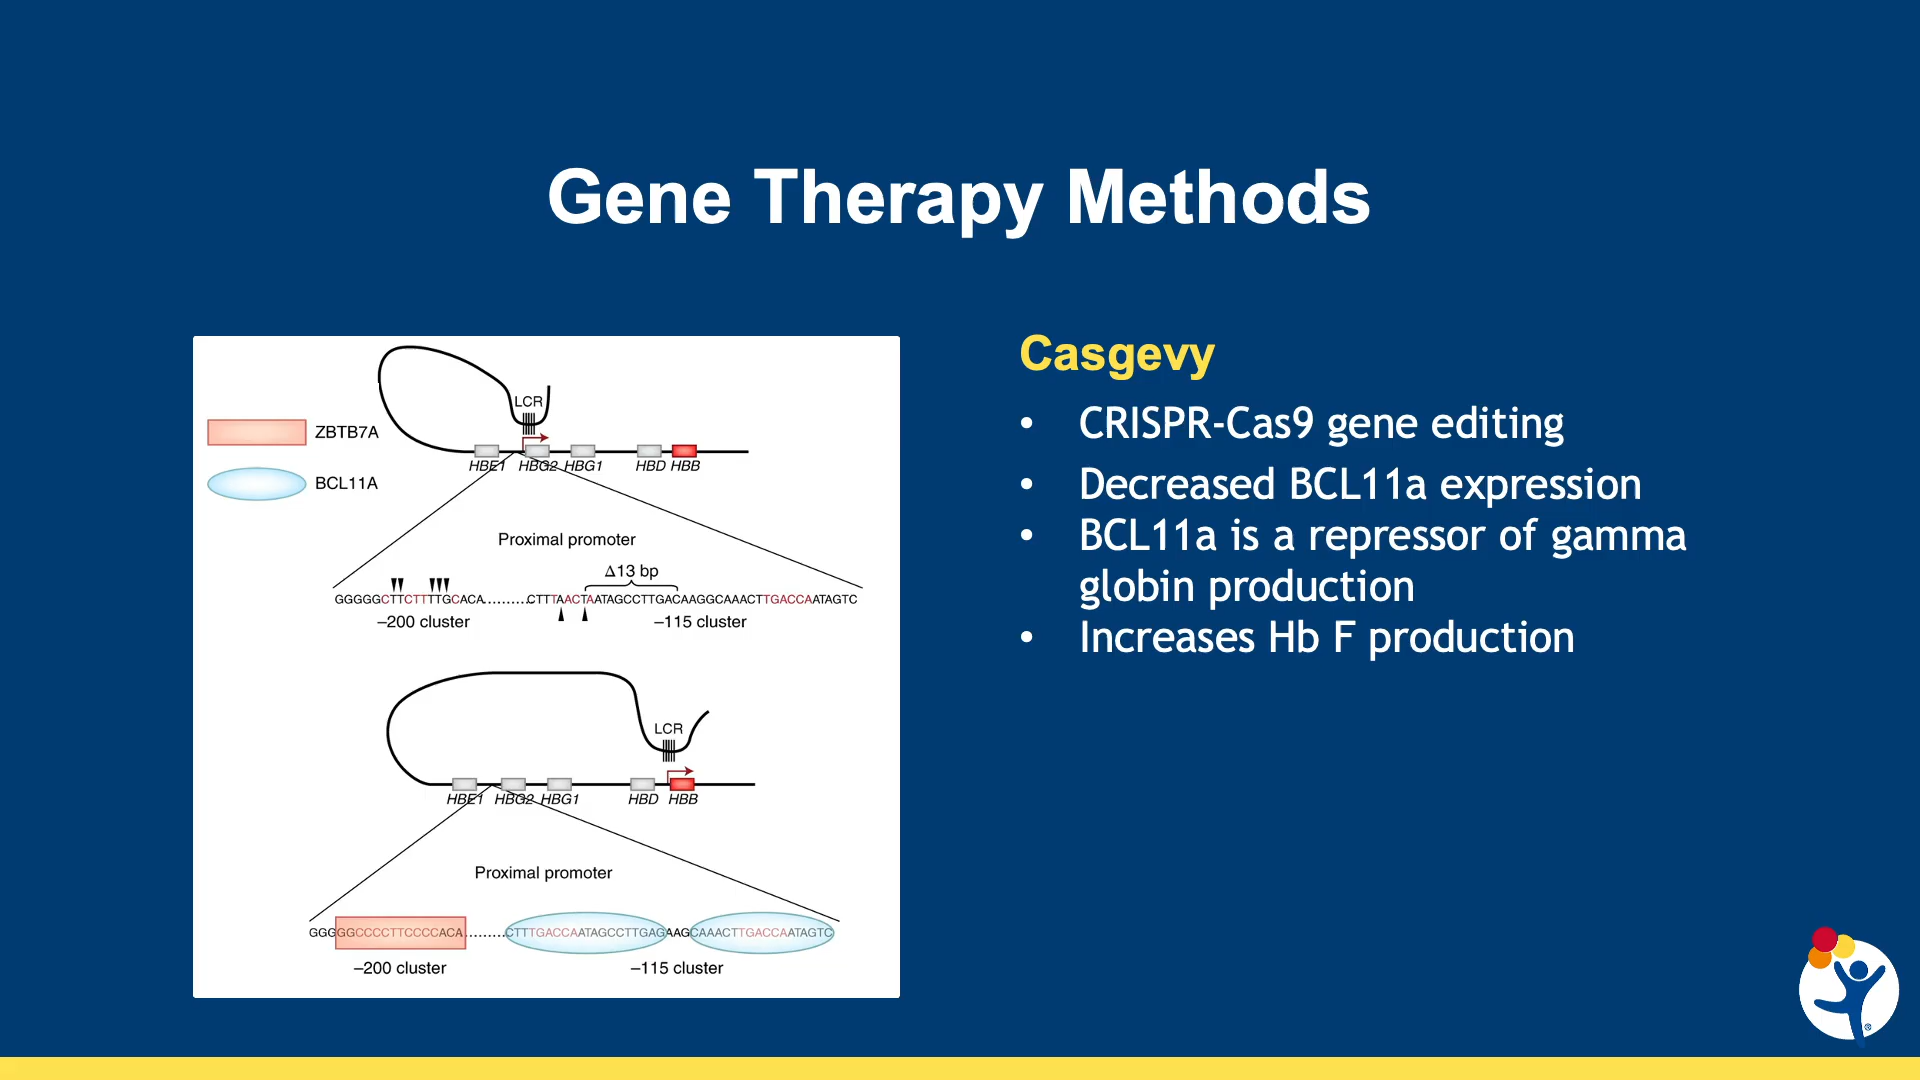 Gene Therapy Methods
LCR
ZBTB7A
BCL11A
HBE1 HBG2 HBG1 HBD HBB
Proximal promoter
Δ13 bp
GGGGGCTTCTTTTGCACA..........CTTTAACTAATAGCCTTGACAAGGCAAACTTGACCAATAGTC
–200 cluster –115 cluster
LCR
HBE1 HBG2 HBG1 HBD HBB
Proximal promoter
GGGGGCCCCTTCCCCACA.........CTTTGACCAATAGCCTTGAGAAGCAAACTTGACCAATAGTC
–200 cluster –115 cluster
Casgevy
• CRISPR-Cas9 gene editing
• Decreased BCL11a expression
• BCL11a is a repressor of gamma
globin production
• Increases Hb F production
®